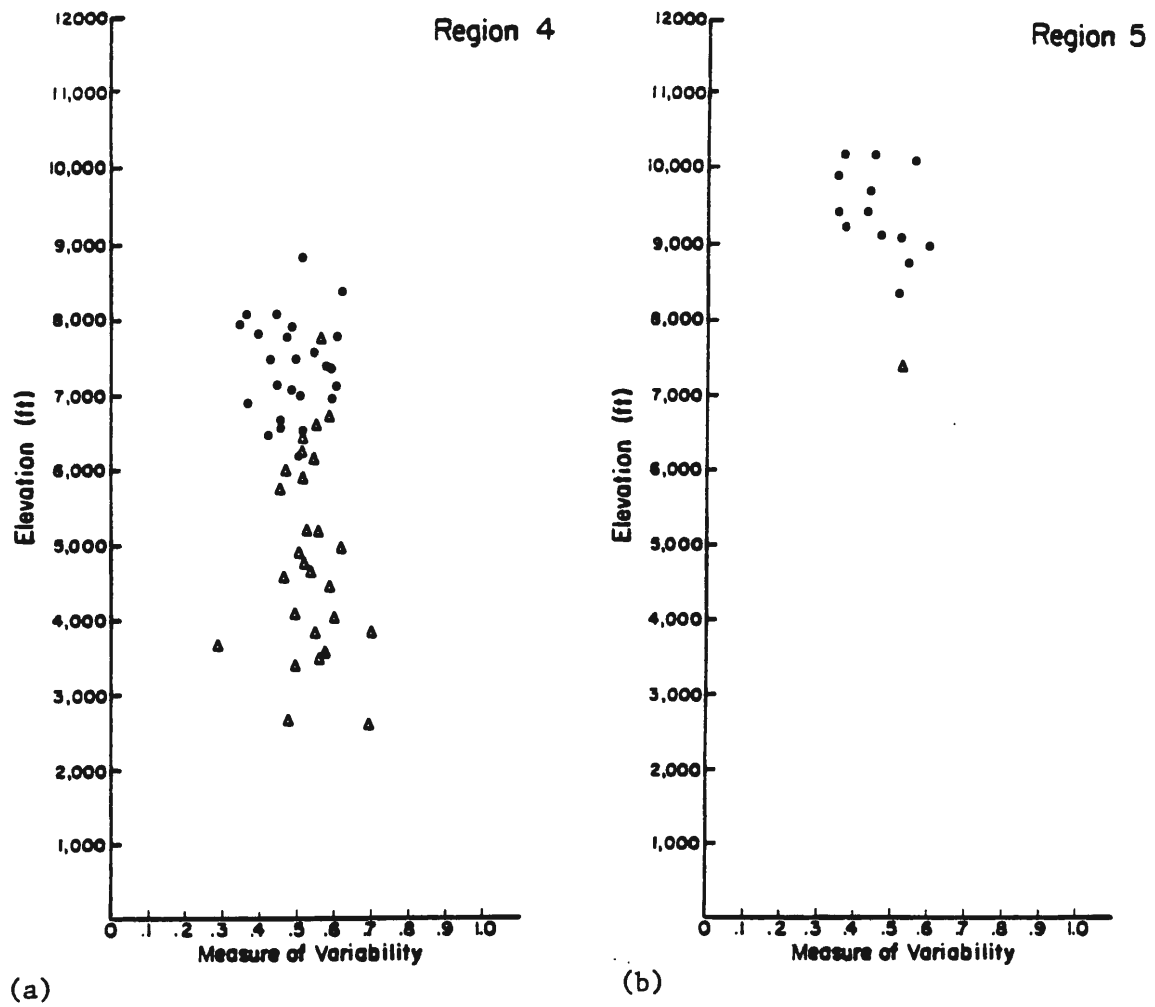 Region 4
12000
11,000
10,000
9,000
8,000
7,000
6,000
5,000
4,000
3,000
2,000
1,000
Elevation (ft)
0 .1 .2 .3 .4 .5 .6 .7 .8 .9 1.0
Measure of Variability
(a)
Region 5
12000
11,000
10,000
9,000
8,000
7,000
6,000
5,000
4,000
3,000
2,000
1,000
Elevation (ft)
0 .1 .2 .3 .4 .5 .6 .7 .8 .9 1.0
Measure of Variability
(b)